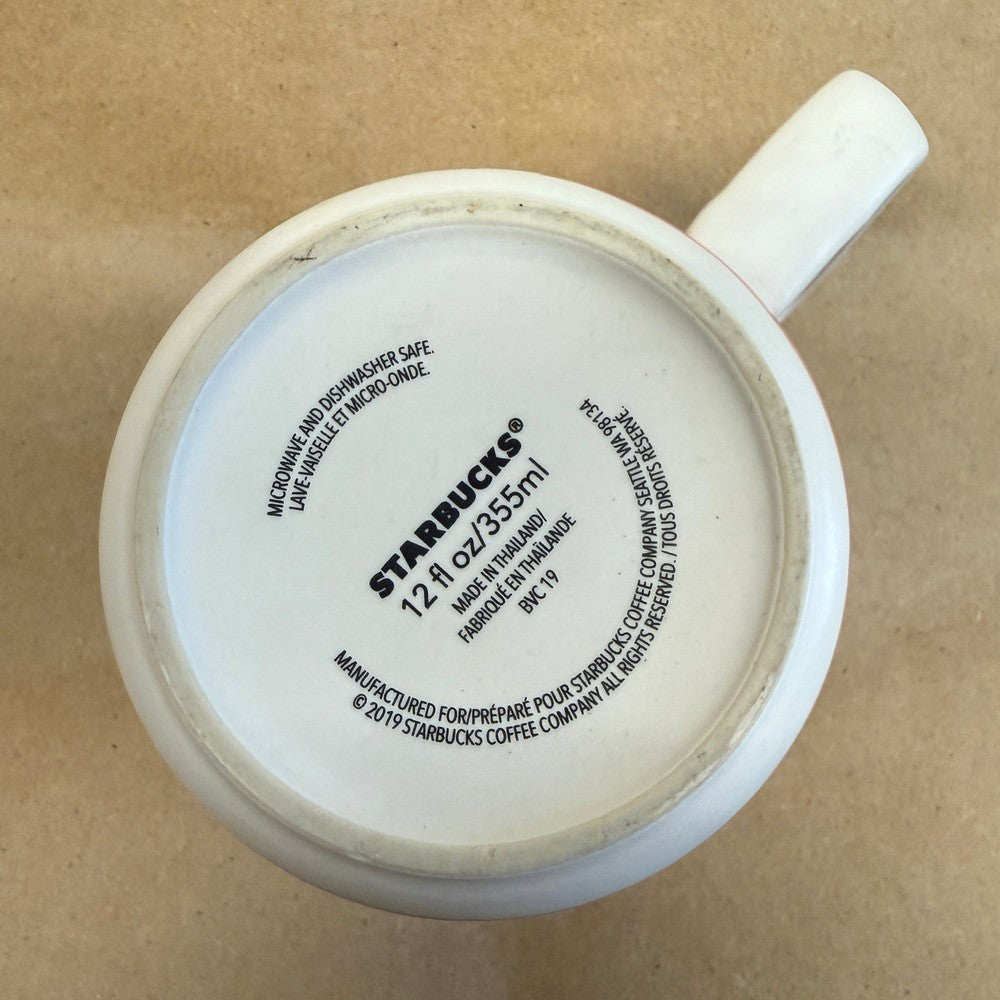 MICROWAVE AND DISHWASHER SAFE.
LAVE-VAISELLE ET MICRO-ONDE.
STARBUCKS®
12 fl oz/355ml
MADE IN THAILAND/
FABRIQUÉ EN THAÏLANDE
BVC 19
MANUFACTURED FOR/PRÉPARÉ POUR STARBUCKS COFFEE COMPANY SEATTLE WA 98134
© 2019 STARBUCKS COFFEE COMPANY ALL RIGHTS RESERVED. / TOUS DROITS RÉSERVÉ.